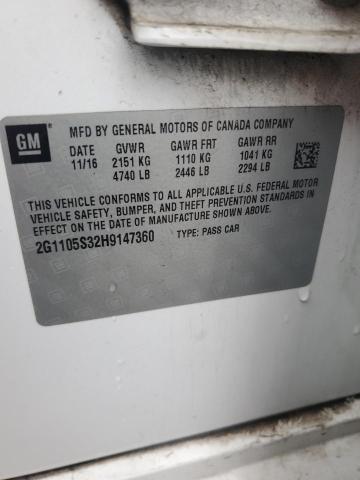 GM
MFD BY GENERAL MOTORS OF CANADA COMPANY
DATE GVWR GAWR FRT GAWR RR
11/16 2151 KG 1110 KG 1041 KG
4740 LB 2446 LB 2294 LB
THIS VEHICLE CONFORMS TO ALL APPLICABLE U.S. FEDERAL MOTOR
VEHICLE SAFETY, BUMPER, AND THEFT PREVENTION STANDARDS IN
EFFECT ON THE DATE OF MANUFACTURE SHOWN ABOVE.
2G1105S32H9147360 TYPE: PASS CAR